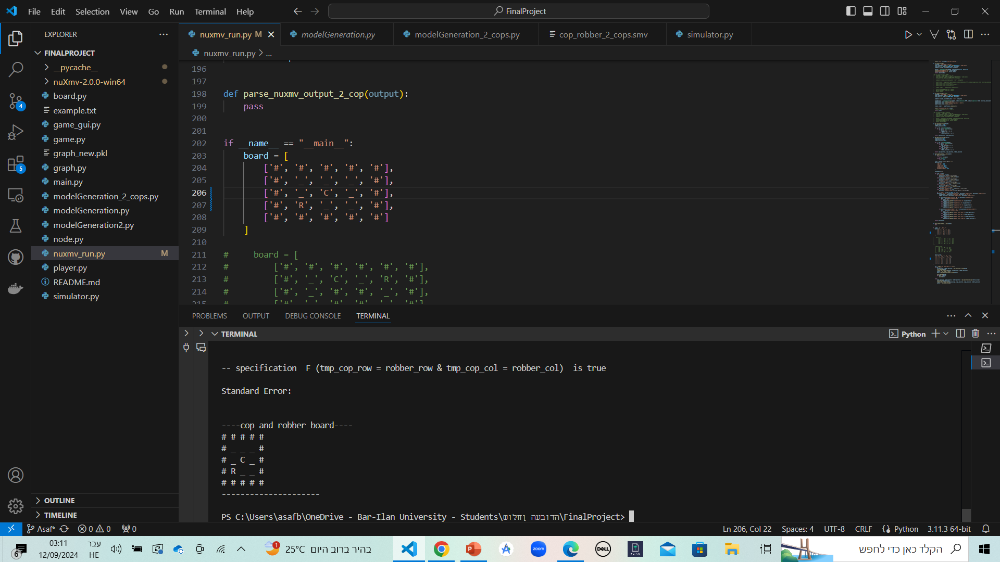 File Edit Selection View Go Run Terminal Help
FinalProject
EXPLORER
FINALPROJECT
__pycache__
nuXmv-2.0.0-win64
board.py
example.txt
game_gui.py
game.py
graph_new.pkl
graph.py
main.py
modelGeneration_2_cops.py
modelGeneration.py
modelGeneration2.py
node.py
nuxmv_run.py M
player.py
README.md
simulator.py
OUTLINE
TIMELINE
4
5
nuxmv_run.py M modelGeneration.py modelGeneration_2_cops.py cop_robber_2_cops.smv simulator.py
nuxmv_run.py > ...
196
197
198 def parse_nuxmv_output_2_cop(output):
199 pass
200
201
202 if __name__ == "__main__":
203 board = [
204 ['#', '#', '#', '#', '#'],
205 ['#', '_', '_', '_', '#'],
206 ['#', '_', 'C', '_', '#'],
207 ['#', 'R', '_', '_', '#'],
208 ['#', '#', '#', '#', '#']
209 ]
210
211 # board = [
212 # ['#', '#', '#', '#', '#', '#'],
213 # ['#', '_', 'C', '_', 'R', '#'],
214 # ['#', '_', '#', '#', '_', '#'],
PROBLEMS OUTPUT DEBUG CONSOLE TERMINAL
TERMINAL
Python
-- specification F (tmp_cop_row = robber_row & tmp_cop_col = robber_col) is true
Standard Error:
----cop and robber board----
# # # # #
# _ _ _ #
# _ C _ #
# R _ _ #
# # # # #
---------------------
PS C:\Users\asafb\OneDrive - Bar-Ilan University - Students\ןחלוש הדובעה\FinalProject>
Asaf* 0 0 0
Ln 206, Col 22 Spaces: 4 UTF-8 CRLF Python 3.11.3 64-bit
6
03:11
12/09/2024
עבר
HE
1
25°C בהיר ברוב היום
zoom
DELL
הקלד כאן כדי לחפש